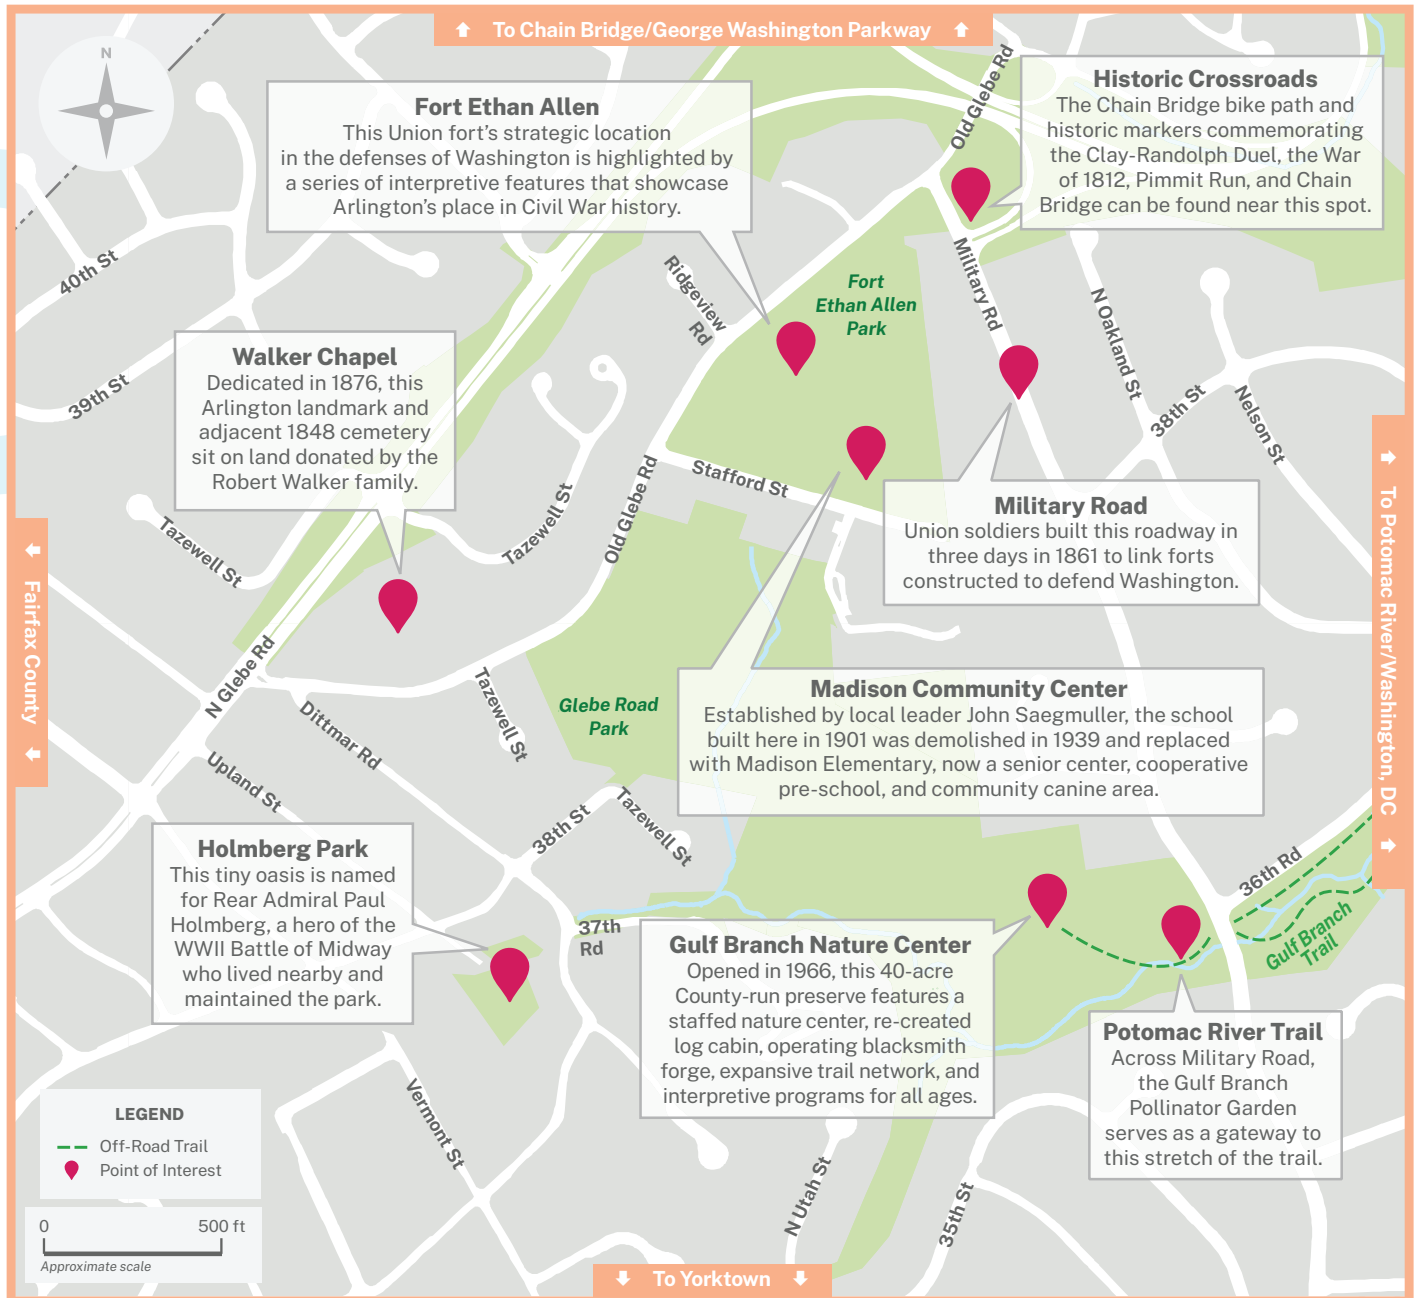 To Chain Bridge/George Washington Parkway
N
Fort Ethan Allen
This Union fort's strategic location
in the defenses of Washington is highlighted by
a series of interpretive features that showcase
Arlington's place in Civil War history.
Old Glebe Rd
Historic Crossroads
The Chain Bridge bike path and
historic markers commemorating
the Clay-Randolph Duel, the War
of 1812, Pimmit Run, and Chain
Bridge can be found near this spot.
40th St
Ridgeview
Rd
Fort
Ethan Allen
Park
Military Rd
N Oakland St
39th St
Walker Chapel
Dedicated in 1876, this
Arlington landmark and
adjacent 1848 cemetery
sit on land donated by the
Robert Walker family.
38th St
Nelson St
Stafford St
Old Glebe Rd
Tazewell St
Tazewell St
Military Road
Union soldiers built this roadway in
three days in 1861 to link forts
constructed to defend Washington.
Fairfax County
To Potomac River/Washington, DC
N Glebe Rd
Dittmar Rd
Tazewell St
Glebe Road
Park
Madison Community Center
Established by local leader John Saegmuller, the school
built here in 1901 was demolished in 1939 and replaced
with Madison Elementary, now a senior center, cooperative
pre-school, and community canine area.
Upland St
38th St
Tazewell St
Holmberg Park
This tiny oasis is named
for Rear Admiral Paul
Holmberg, a hero of the
WWII Battle of Midway
who lived nearby and
maintained the park.
37th
Rd
36th Rd
Gulf Branch
Trail
Gulf Branch Nature Center
Opened in 1966, this 40-acre
County-run preserve features a
staffed nature center, re-created
log cabin, operating blacksmith
forge, expansive trail network, and
interpretive programs for all ages.
Potomac River Trail
Across Military Road,
the Gulf Branch
Pollinator Garden
serves as a gateway to
this stretch of the trail.
Vermont St
N Utah St
35th St
LEGEND
Off-Road Trail
Point of Interest
0 500 ft
Approximate scale
To Yorktown